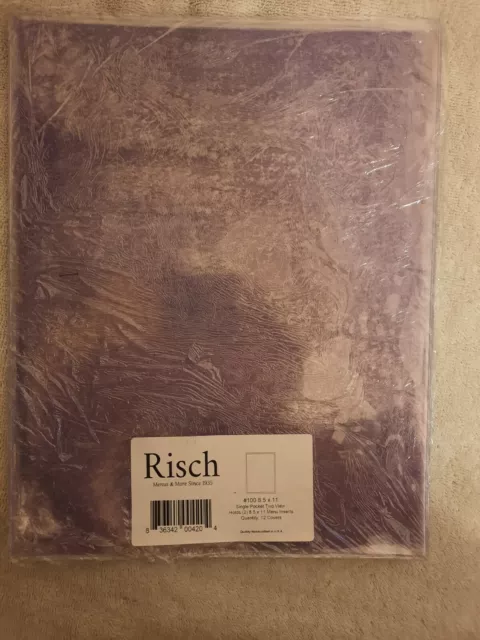 Risch
Menus & More Since 1935
#100 8.5 x 11
Single Pocket Two View
Holds (2) 8.5 x 11 Menu Inserts
Quantity: 12 Covers
8 36342 00420 4